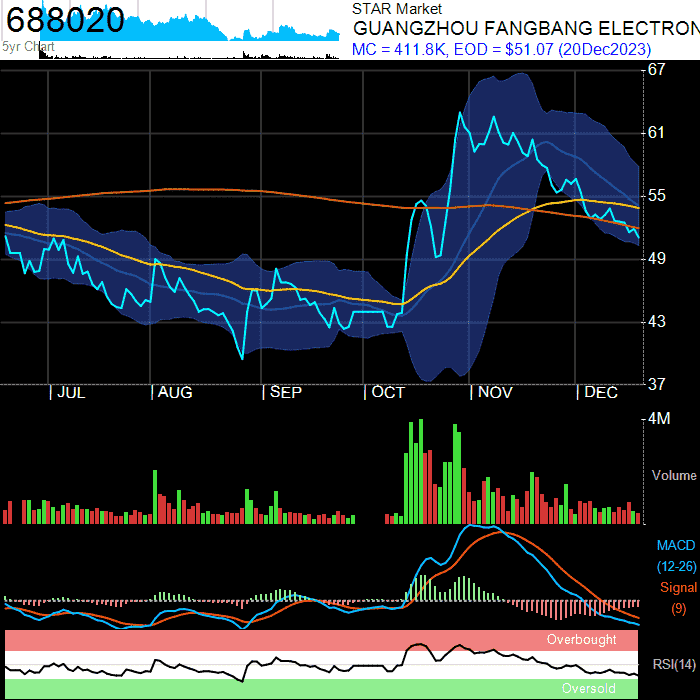 688020
STAR Market
GUANGZHOU FANGBANG ELECTRON
5yr Chart
MC = 411.8K, EOD = $51.07 (20Dec2023)
67
61
55
49
43
37
JUL AUG SEP OCT NOV DEC
4M
Volume
MACD
(12-26)
Signal
(9)
Overbought
RSI(14)
Oversold